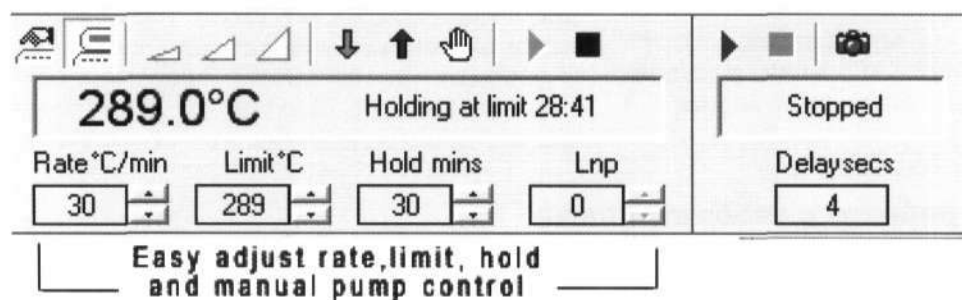 289.0°C Holding at limit 28:41 Stopped
Rate°C/min Limit°C Hold mins Lnp Delaysecs
30 289 30 0 4
Easy adjust rate,limit, hold
and manual pump control